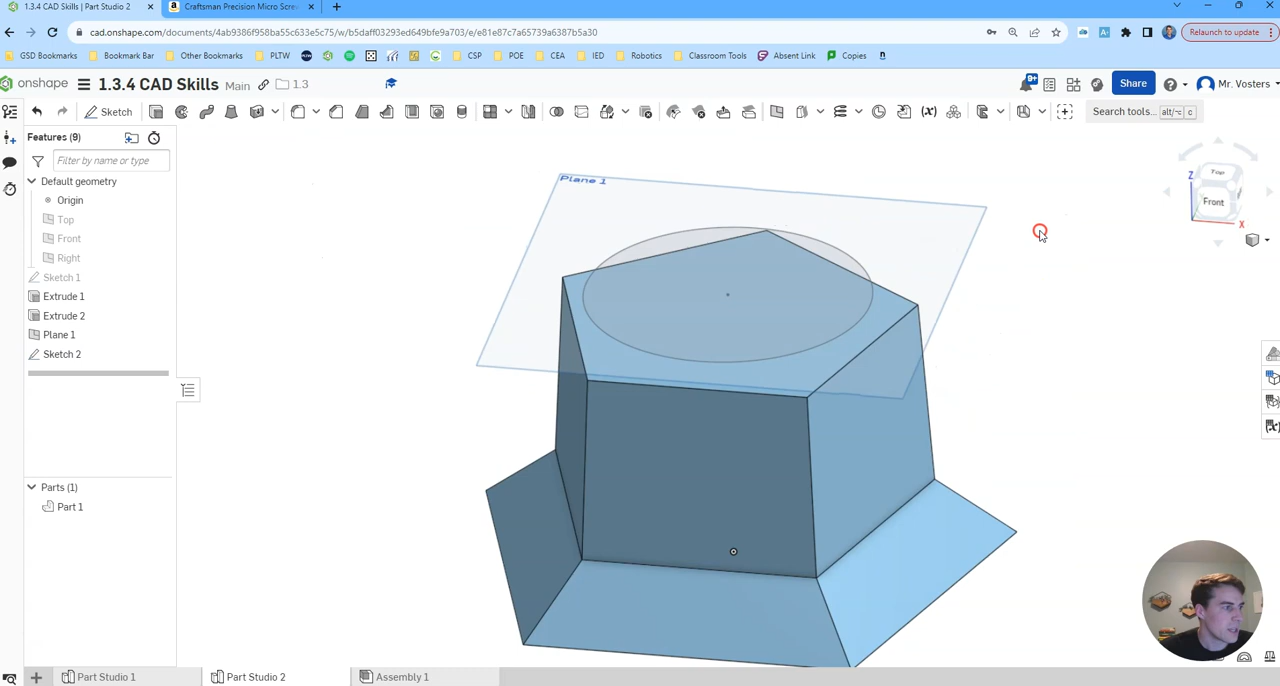 1.3.4 CAD Skills | Part Studio 2
Craftsman Precision Micro Scre
cad.onshape.com/documents/4ab9386f958ba55c633e5c75/w/b5daff03293ed649bfe9a703/e/e81e87c7a65739a6387b5a30
Relaunch to update
GSD Bookmarks
Bookmar Bar
Other Bookmarks
PLTW
CSP
POE
CEA
IED
Robotics
Classroom Tools
Absent Link
Copies
n
onshape
1.3.4 CAD Skills
Main
1.3
9+
Share
Mr. Vosters
Sketch
(x)
Search tools...
alt/⌥
c
Features (9)
Filter by name or type
Default geometry
Origin
Top
Front
Right
Sketch 1
Extrude 1
Extrude 2
Plane 1
Sketch 2
Parts (1)
Part 1
Plane 1
Z
Top
Front
X
Part Studio 1
Part Studio 2
Assembly 1